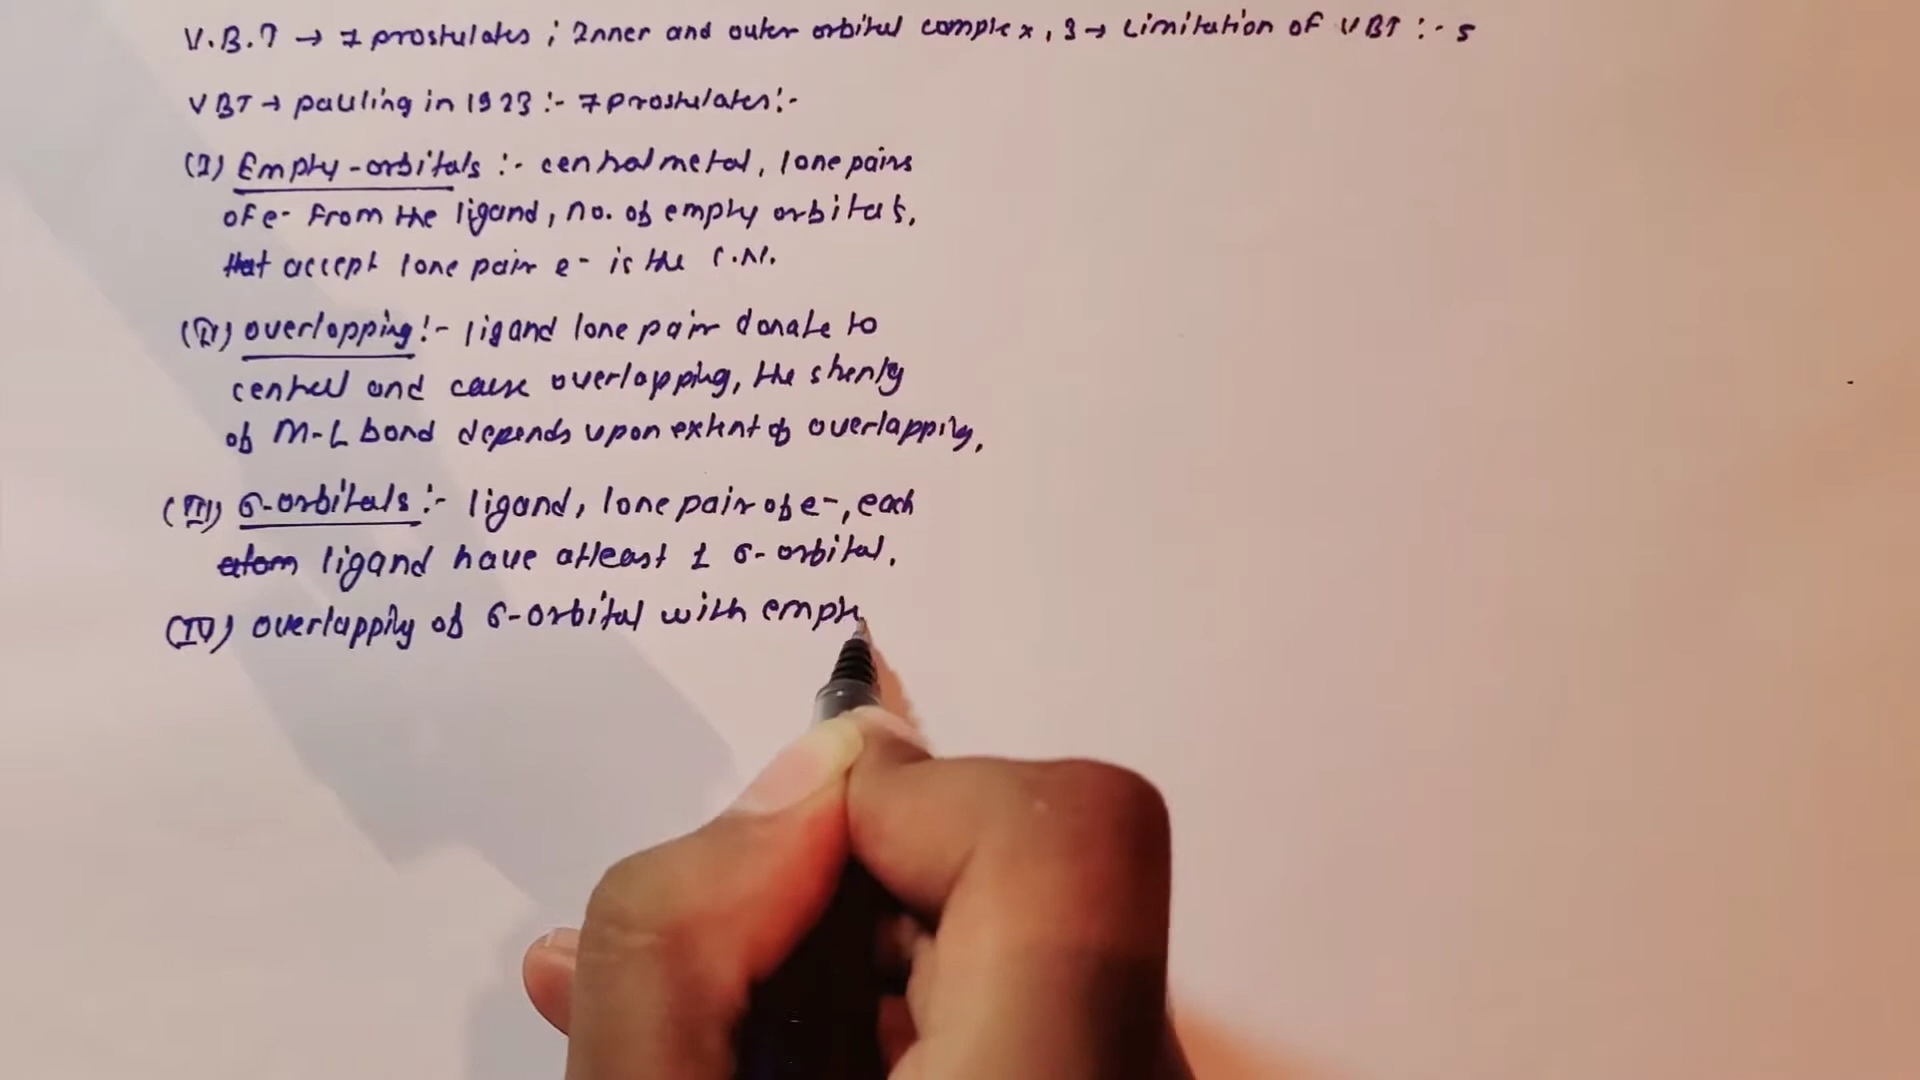 V.B.T → 7 prostulates ; Inner and outer orbital complex, 3 → Limitation of VBT :- 5
VBT → pauling in 1923 :- 7 prostulates :-
(I) Empty-orbitals :- central metal, lone pairs
of e- From the ligand, no. of empty orbitals,
that accept lone pair e- is the C.N.
(II) overlapping :- ligand lone pair donate to
central and cause overlapping, the
of M-L bond depends upon extent of overlapping,
(III) σ-orbitals :- ligand, lone pair of e-, each
atom ligand have atleast 1 σ-orbital.
(IV) overlapping of σ-orbital with empt